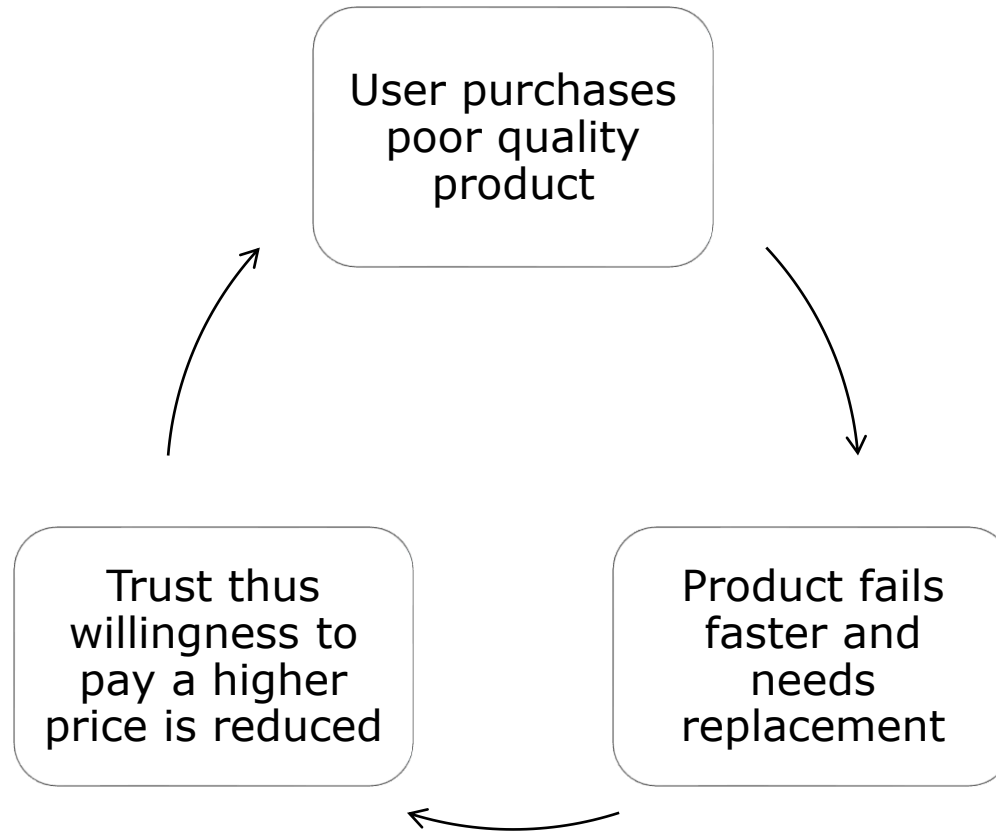 User purchases
poor quality
product
Product fails
faster and
needs
replacement
Trust thus
willingness to
pay a higher
price is reduced